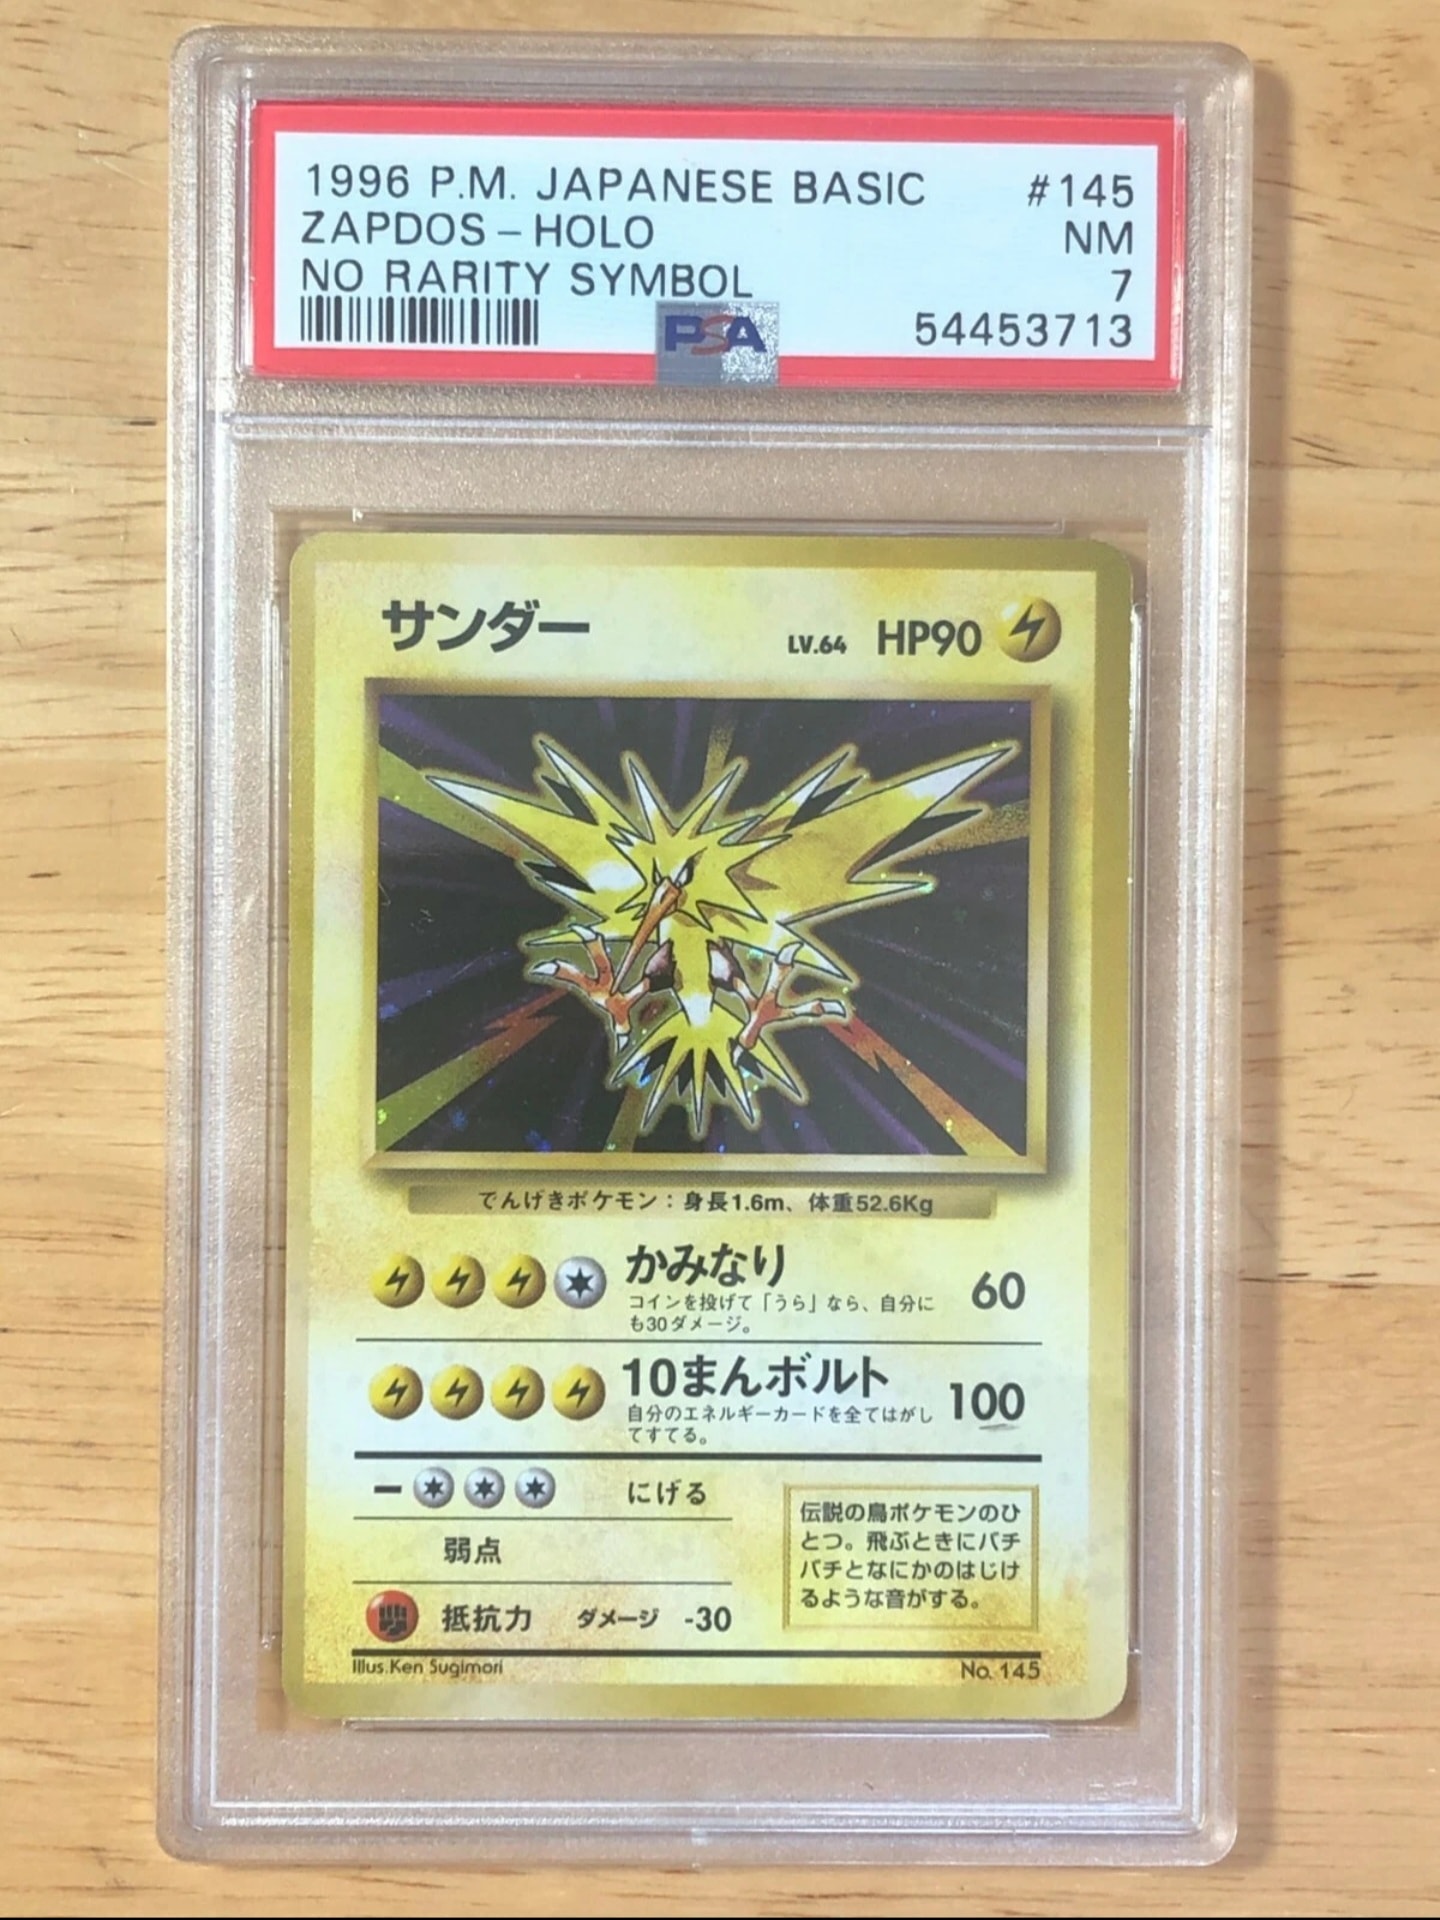 1996 P.M. JAPANESE BASIC #145
ZAPDOS - HOLO NM
NO RARITY SYMBOL 7
PSA 54453713
サンダー LV.64 HP90
でんげきポケモン：身長1.6m、体重52.6Kg
かみなり 60
コインを投げて「うら」なら、自分に
も30ダメージ。
10まんボルト 100
自分のエネルギーカードを全てはがし
てすてる。
にげる
弱点
抵抗力 ダメージ -30
伝説の鳥ポケモンのひ
とつ。飛ぶときにパチ
パチとなにかのはじけ
るような音がする。
Illus.Ken Sugimori No. 145